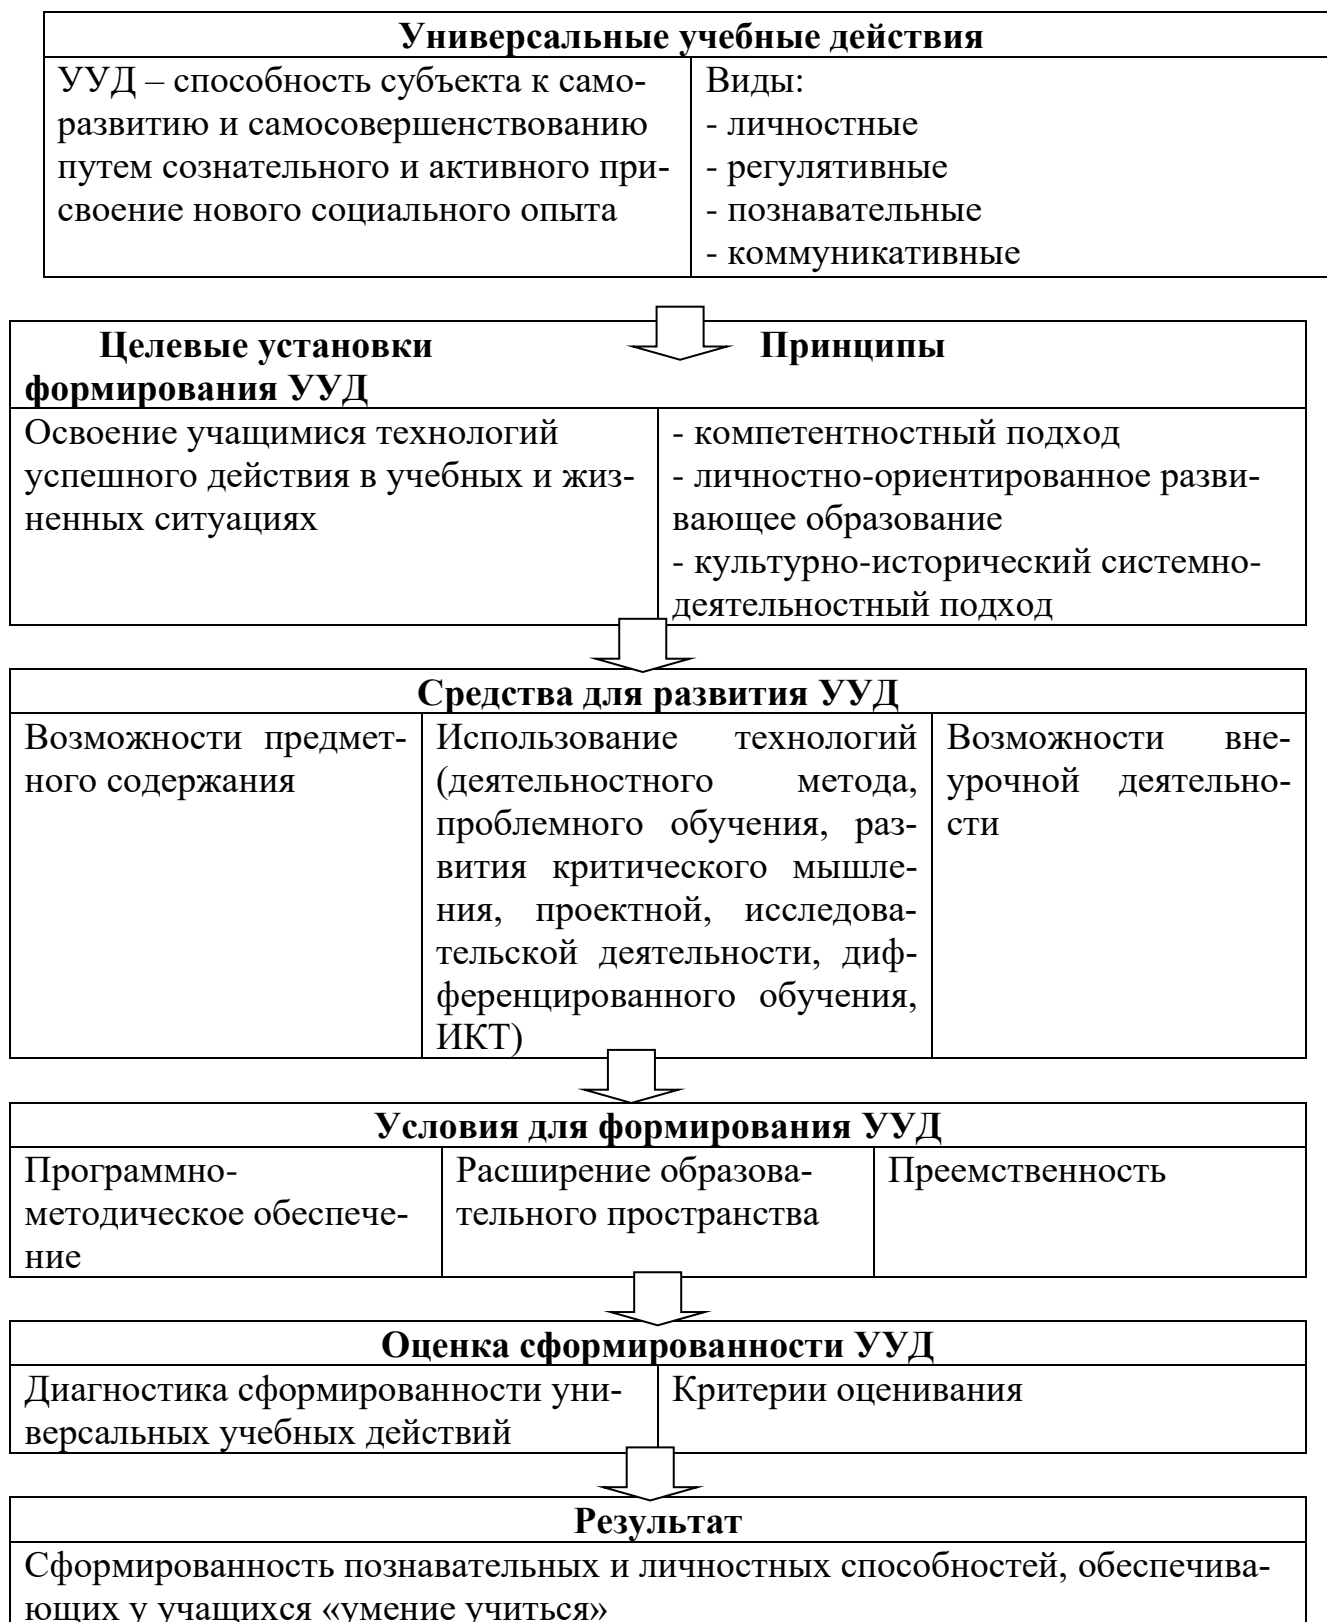 Универсальные учебные действия
УУД – способность субъекта к само-
развитию и самосовершенствованию
путем сознательного и активного при-
своение нового социального опыта
Виды:
- личностные
- регулятивные
- познавательные
- коммуникативные
Целевые установки
формирования УУД
Принципы
Освоение учащимися технологий
успешного действия в учебных и жиз-
ненных ситуациях
- компетентностный подход
- личностно-ориентированное разви-
вающее образование
- культурно-исторический системно-
деятельностный подход
Средства для развития УУД
Возможности предмет-
ного содержания
Использование технологий
(деятельностного метода,
проблемного обучения, раз-
вития критического мышле-
ния, проектной, исследова-
тельской деятельности, диф-
ференцированного обучения,
ИКТ)
Возможности вне-
урочной деятельно-
сти
Условия для формирования УУД
Программно-
методическое обеспече-
ние
Расширение образова-
тельного пространства
Преемственность
Оценка сформированности УУД
Диагностика сформированности уни-
версальных учебных действий
Критерии оценивания
Результат
Сформированность познавательных и личностных способностей, обеспечива-
ющих у учащихся «умение учиться»